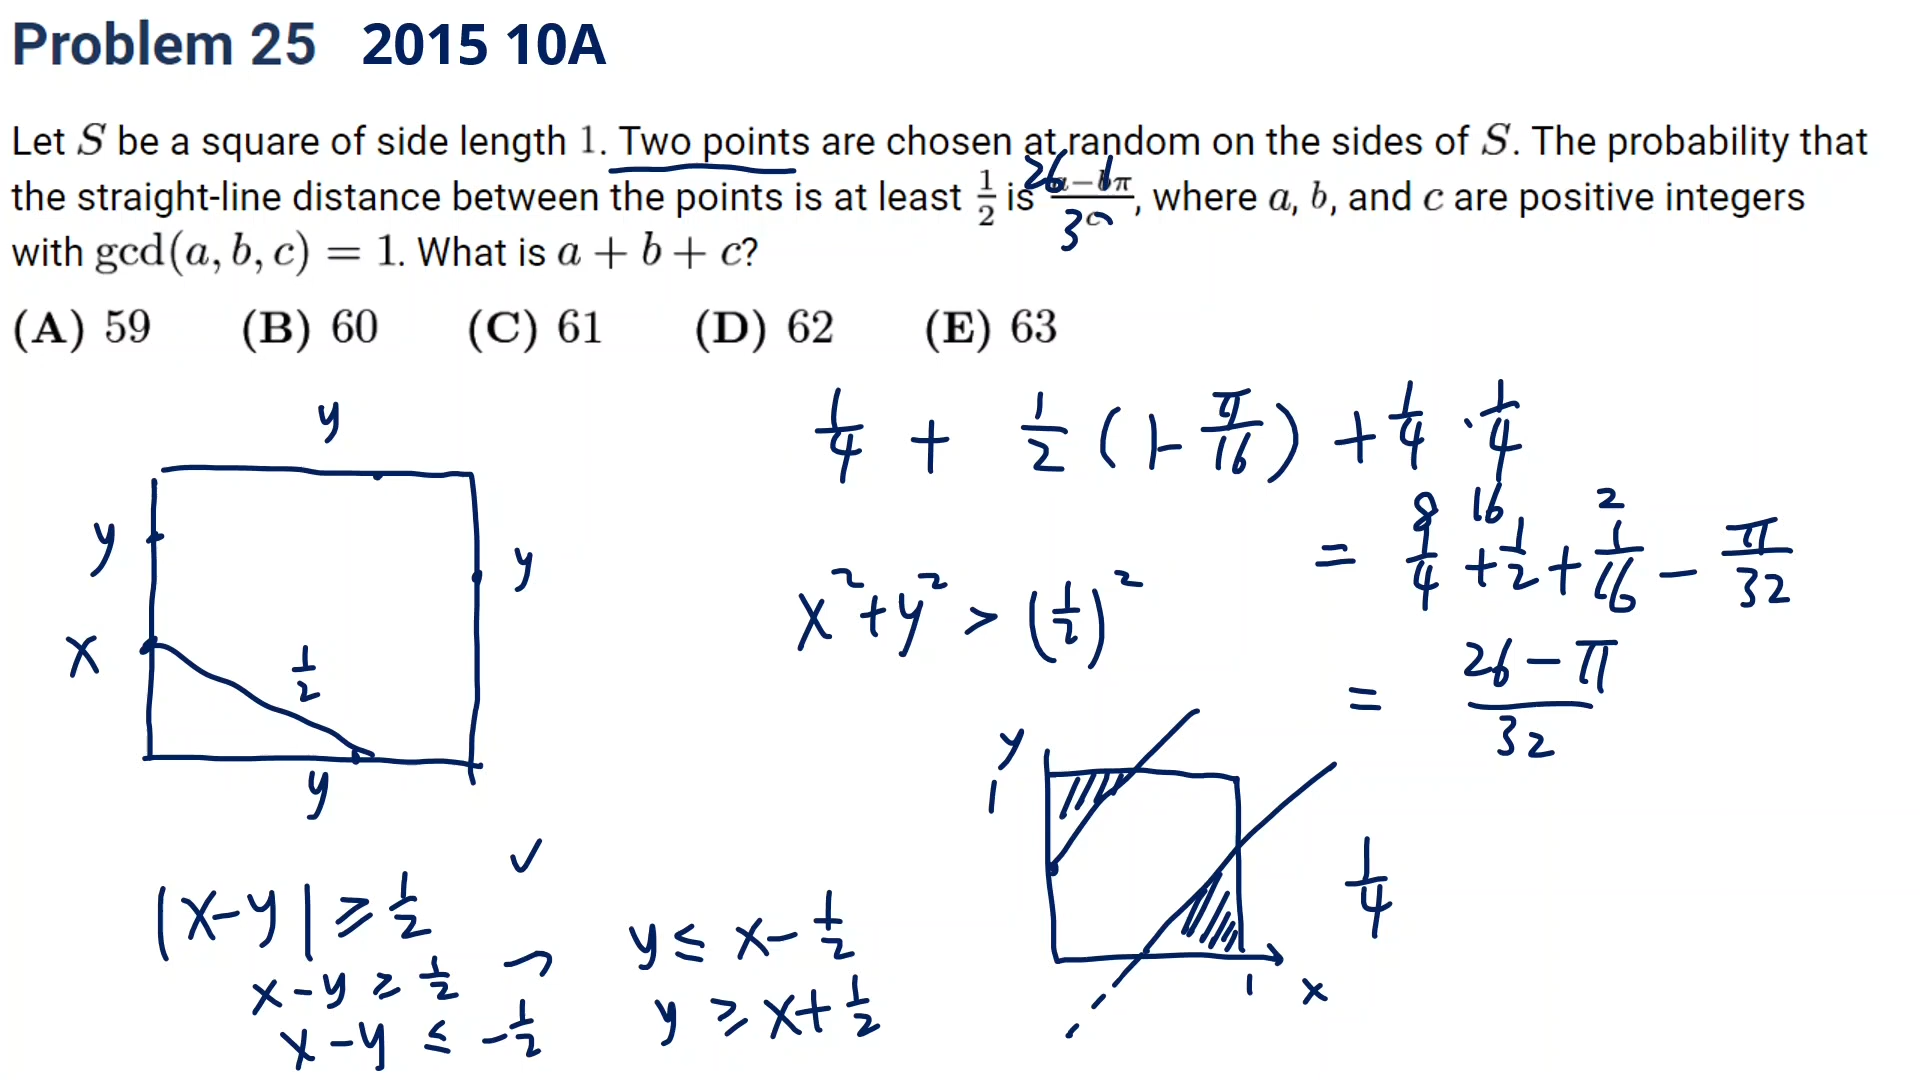 Problem 25 2015 10A
Let S be a square of side length 1. Two points are chosen at random on the sides of S. The probability that
the straight-line distance between the points is at least 1/2 is (a−bπ)/c, where a, b, and c are positive integers
26 1
32
with gcd(a, b, c) = 1. What is a + b + c?
(A) 59 (B) 60 (C) 61 (D) 62 (E) 63
y
1/4 + 1/2 (1 - π/16) + 1/4 · 1/4
8 16 2
y
y
= 1/4 + 1/2 + 1/16 − π/32
x
1/2
x² + y² > (1/2)²
= (26 − π)/32
y
y
1
|x−y| ≥ 1/2
1/4
y ≤ x − 1/2
x − y ≥ 1/2
1 x
x − y ≤ −1/2
y ≥ x + 1/2